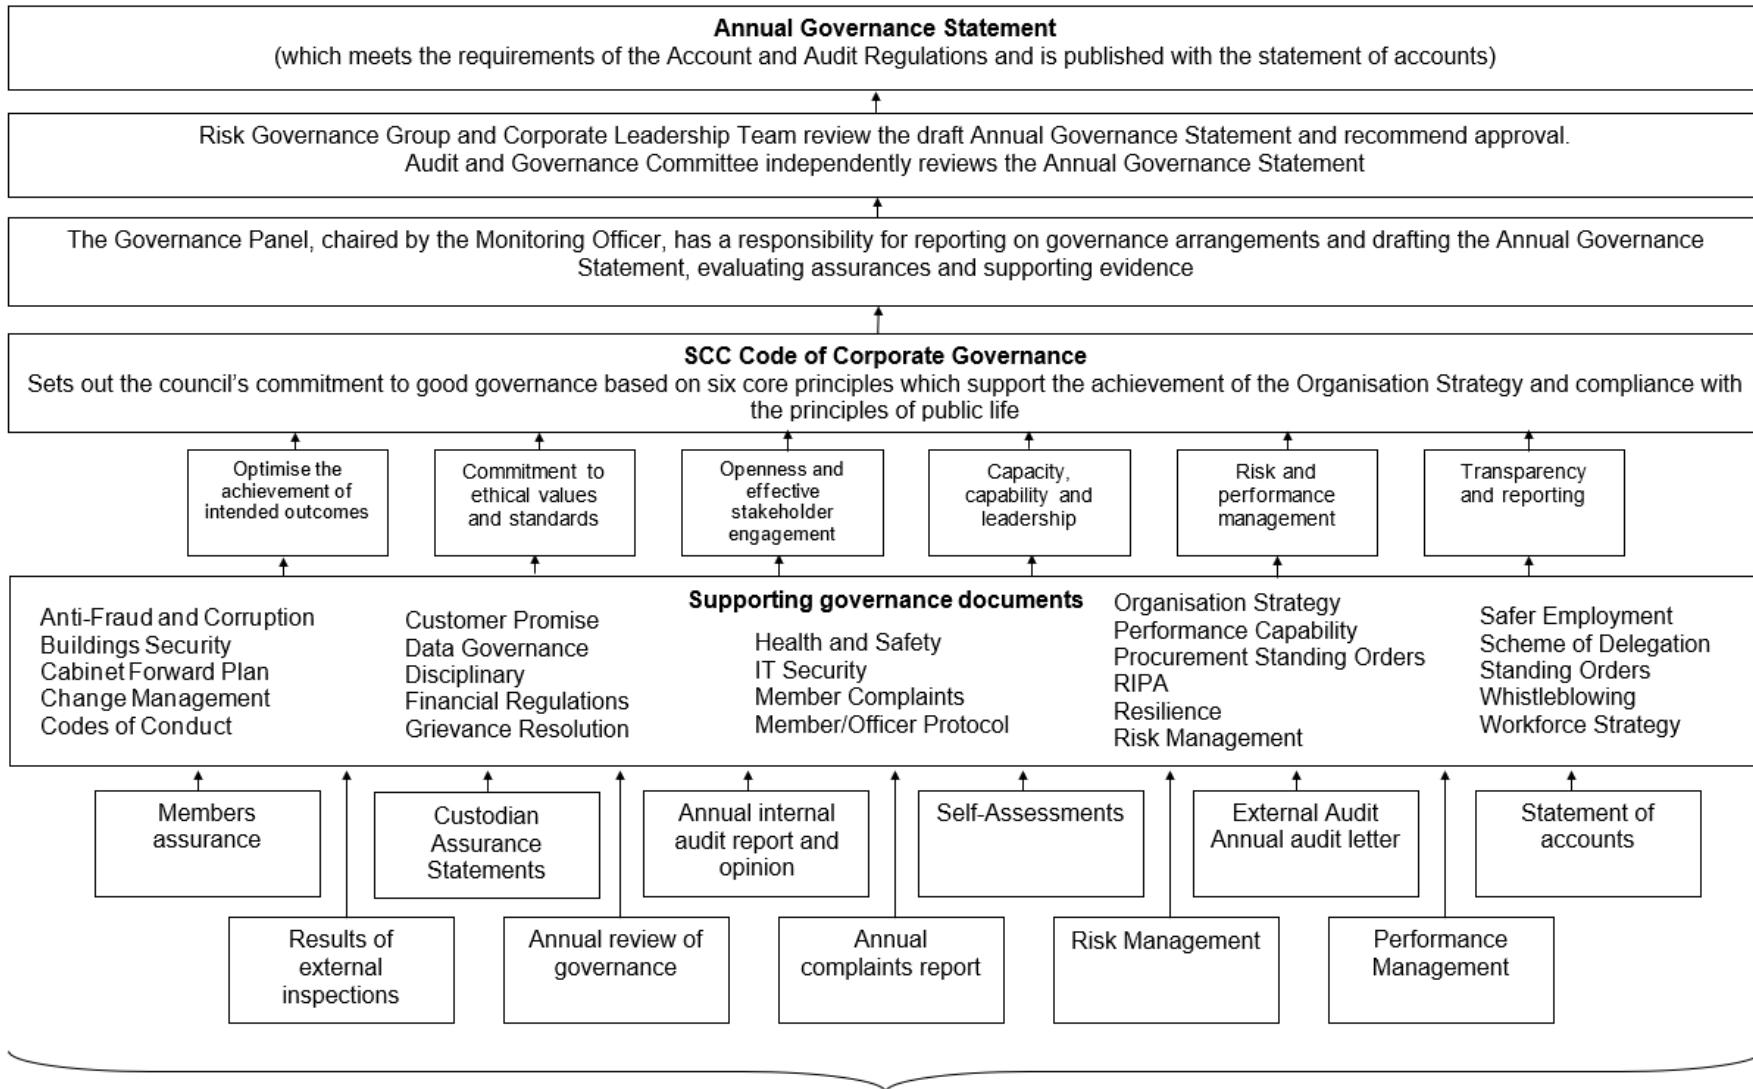 Annual Governance Statement
(which meets the requirements of the Account and Audit Regulations and is published with the statement of accounts)
Risk Governance Group and Corporate Leadership Team review the draft Annual Governance Statement and recommend approval.
Audit and Governance Committee independently reviews the Annual Governance Statement
The Governance Panel, chaired by the Monitoring Officer, has a responsibility for reporting on governance arrangements and drafting the Annual Governance
Statement, evaluating assurances and supporting evidence
SCC Code of Corporate Governance
Sets out the council's commitment to good governance based on six core principles which support the achievement of the Organisation Strategy and compliance with
the principles of public life
Optimise the
achievement of
intended outcomes
Commitment to
ethical values
and standards
Openness and
effective
stakeholder
engagement
Capacity,
capability and
leadership
Risk and
performance
management
Transparency
and reporting
Supporting governance documents
Anti-Fraud and Corruption
Buildings Security
Cabinet Forward Plan
Change Management
Codes of Conduct
Customer Promise
Data Governance
Disciplinary
Financial Regulations
Grievance Resolution
Health and Safety
IT Security
Member Complaints
Member/Officer Protocol
Organisation Strategy
Performance Capability
Procurement Standing Orders
RIPA
Resilience
Risk Management
Safer Employment
Scheme of Delegation
Standing Orders
Whistleblowing
Workforce Strategy
Members
assurance
Custodian
Assurance
Statements
Annual internal
audit report and
opinion
Self-Assessments
External Audit
Annual audit letter
Statement of
accounts
Results of
external
inspections
Annual review of
governance
Annual
complaints report
Risk Management
Performance
Management